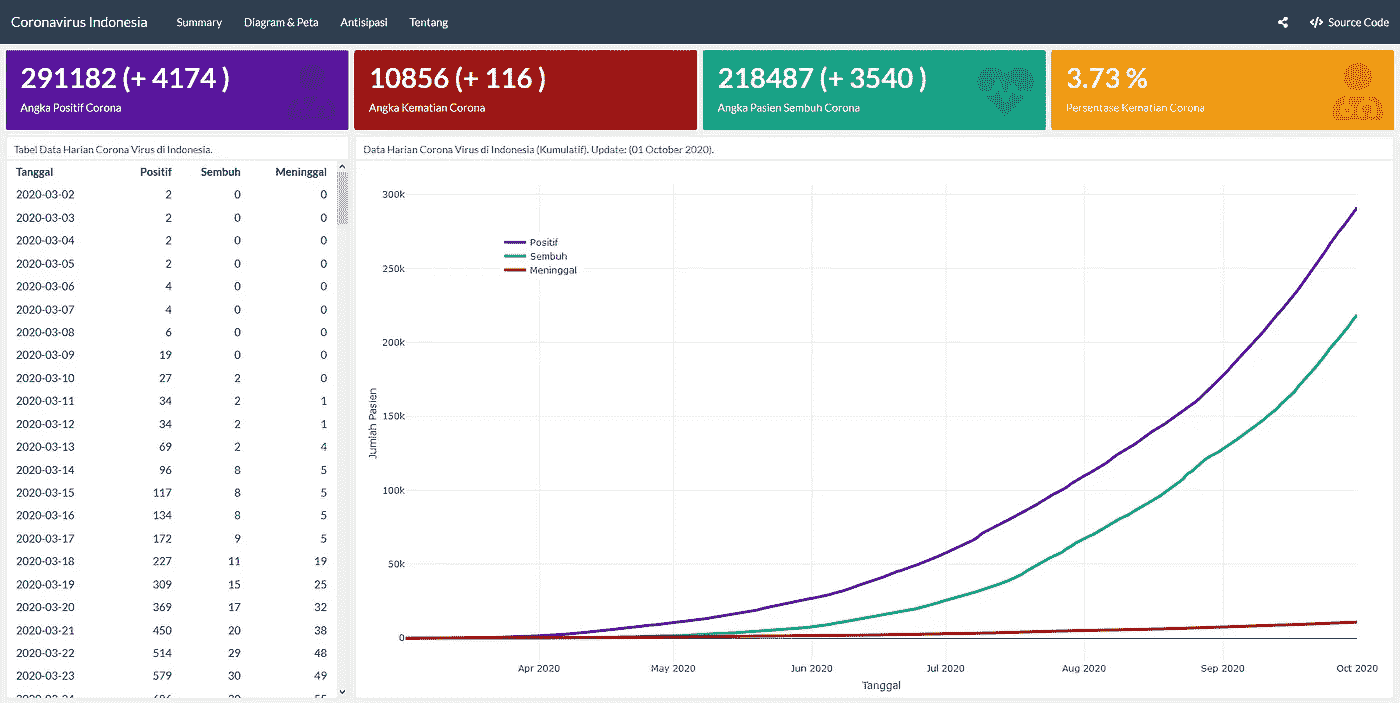 Coronavirus Indonesia Summary Diagram & Peta Antisipasi Tentang </> Source Code
291182 (+ 4174 )
Angka Positif Corona
10856 (+ 116 )
Angka Kematian Corona
218487 (+ 3540 )
Angka Pasien Sembuh Corona
3.73 %
Persentase Kematian Corona
Tabel Data Harian Corona Virus di Indonesia.
Tanggal Positif Sembuh Meninggal
2020-03-02 2 0 0
2020-03-03 2 0 0
2020-03-04 2 0 0
2020-03-05 2 0 0
2020-03-06 4 0 0
2020-03-07 4 0 0
2020-03-08 6 0 0
2020-03-09 19 0 0
2020-03-10 27 2 0
2020-03-11 34 2 1
2020-03-12 34 2 1
2020-03-13 69 2 4
2020-03-14 96 8 5
2020-03-15 117 8 5
2020-03-16 134 8 5
2020-03-17 172 9 5
2020-03-18 227 11 19
2020-03-19 309 15 25
2020-03-20 369 17 32
2020-03-21 450 20 38
2020-03-22 514 29 48
2020-03-23 579 30 49
Data Harian Corona Virus di Indonesia (Kumulatif). Update: (01 October 2020).
300k
250k
200k
150k
100k
50k
0
Jumlah Pasien
Positif
Sembuh
Meninggal
Apr 2020 May 2020 Jun 2020 Jul 2020 Aug 2020 Sep 2020 Oct 2020
Tanggal